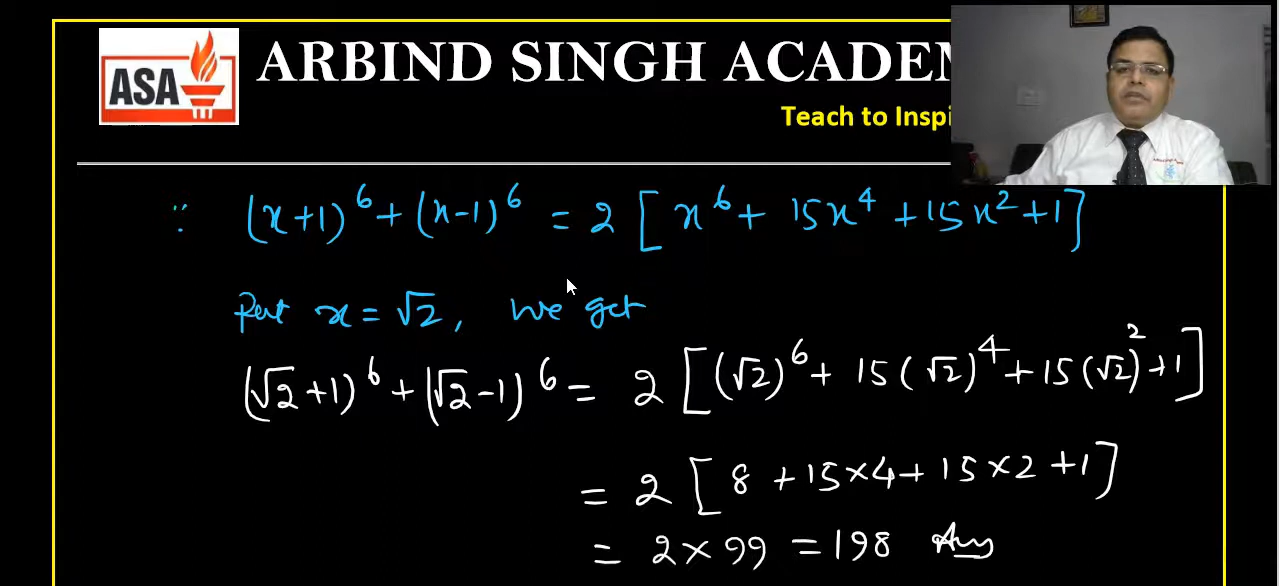 ASA
ARBIND SINGH ACADEM
Teach to Inspi
∵ (x+1)^6 + (x-1)^6 = 2 [x^6 + 15x^4 + 15x^2 + 1]
Put x = √2, we get
(√2+1)^6 + (√2-1)^6 = 2 [(√2)^6 + 15(√2)^4 + 15(√2)^2 + 1]
= 2 [8 + 15×4 + 15×2 + 1]
= 2 × 99 = 198 Ans